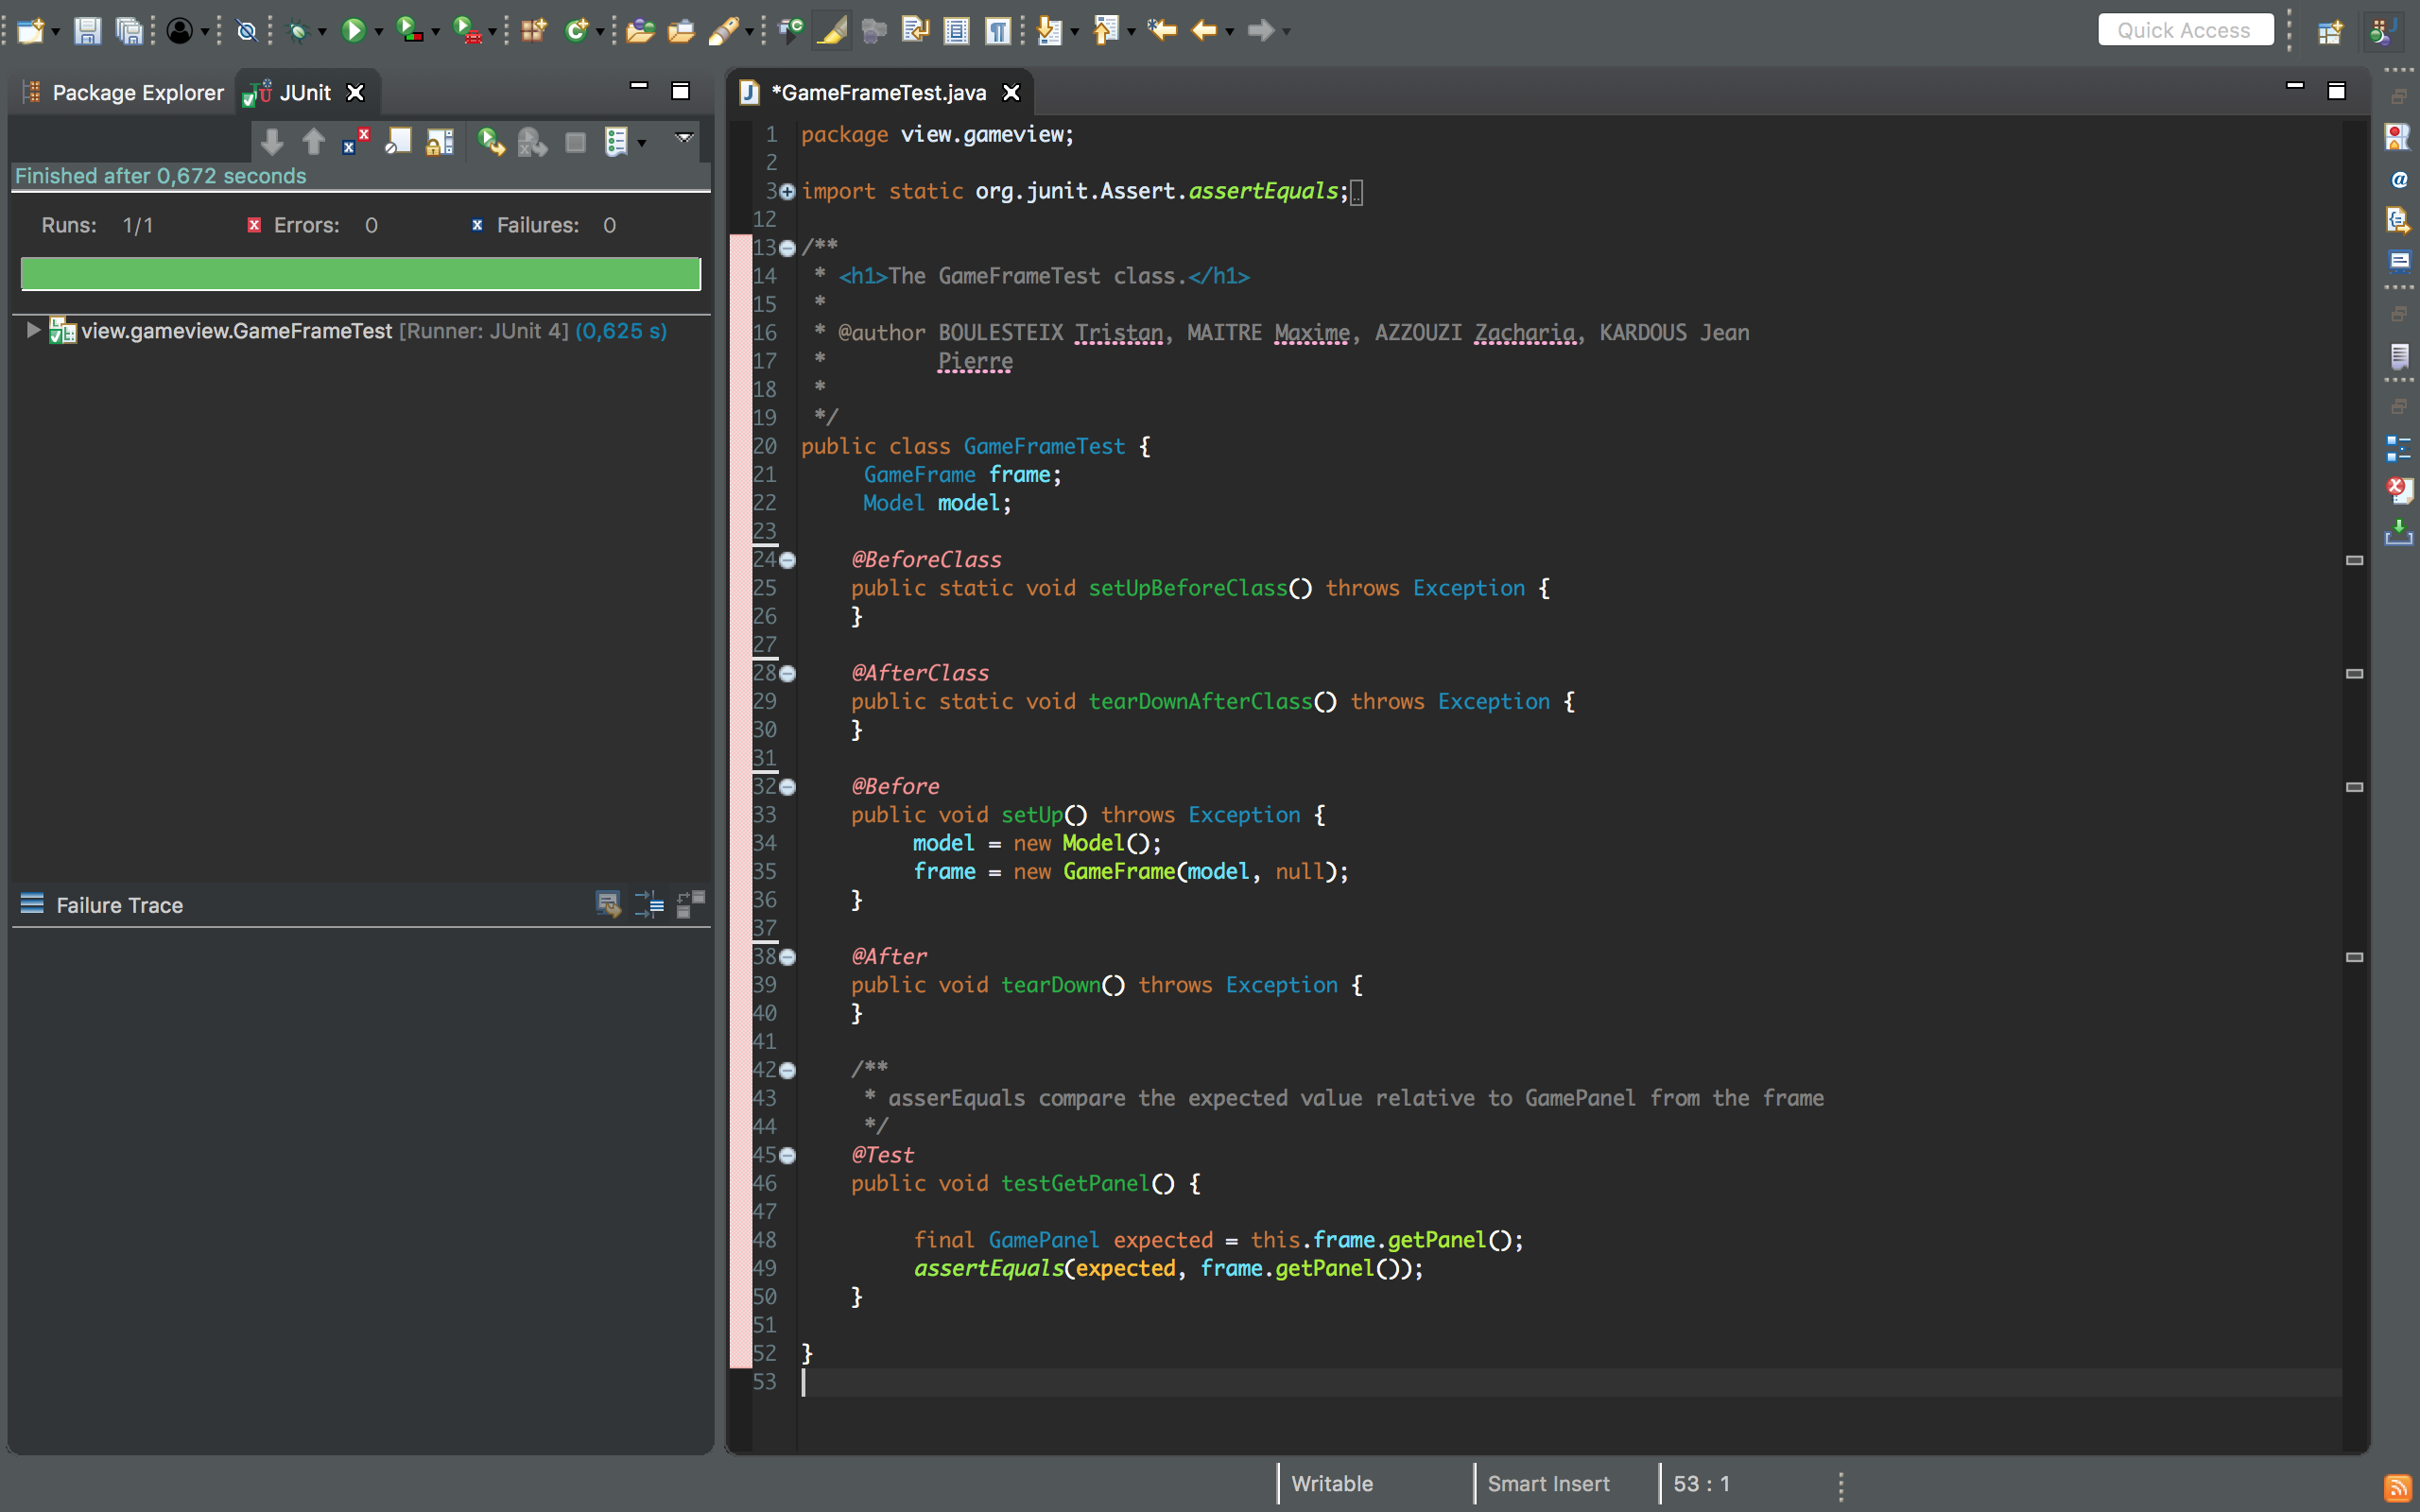 Quick Access
Package Explorer
JUnit
Finished after 0,672 seconds
Runs: 1/1
Errors: 0
Failures: 0
view.gameview.GameFrameTest [Runner: JUnit 4] (0,625 s)
Failure Trace
*GameFrameTest.java
1 package view.gameview;
2
3 import static org.junit.Assert.assertEquals;
12
13 /**
14 * <h1>The GameFrameTest class.</h1>
15 *
16 * @author BOULESTEIX Tristan, MAITRE Maxime, AZZOUZI Zacharia, KARDOUS Jean
17 * Pierre
18 *
19 */
20 public class GameFrameTest {
21 GameFrame frame;
22 Model model;
23
24 @BeforeClass
25 public static void setUpBeforeClass() throws Exception {
26 }
27
28 @AfterClass
29 public static void tearDownAfterClass() throws Exception {
30 }
31
32 @Before
33 public void setUp() throws Exception {
34 model = new Model();
35 frame = new GameFrame(model, null);
36 }
37
38 @After
39 public void tearDown() throws Exception {
40 }
41
42 /**
43 * asserEquals compare the expected value relative to GamePanel from the frame
44 */
45 @Test
46 public void testGetPanel() {
47
48 final GamePanel expected = this.frame.getPanel();
49 assertEquals(expected, frame.getPanel());
50 }
51
52 }
53
Writable
Smart Insert
53 : 1